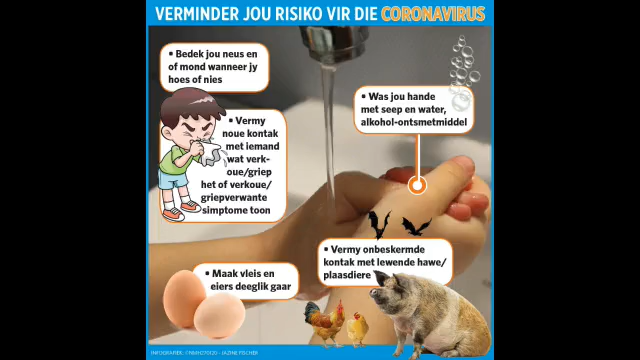 VERMINDER JOU RISIKO VIR DIE CORONAVIRUS
• Bedek jou neus en
of mond wanneer jy
hoes of nies
• Was jou hande
met seep en water,
alkohol-ontsmetmiddel
• Vermy
noue kontak
met iemand
wat verk-
oue/griep
het of verkoue/
griepverwante
simptome toon
• Vermy onbeskermde
kontak met lewende hawe/
plaasdiere
• Maak vleis en
eiers deeglik gaar